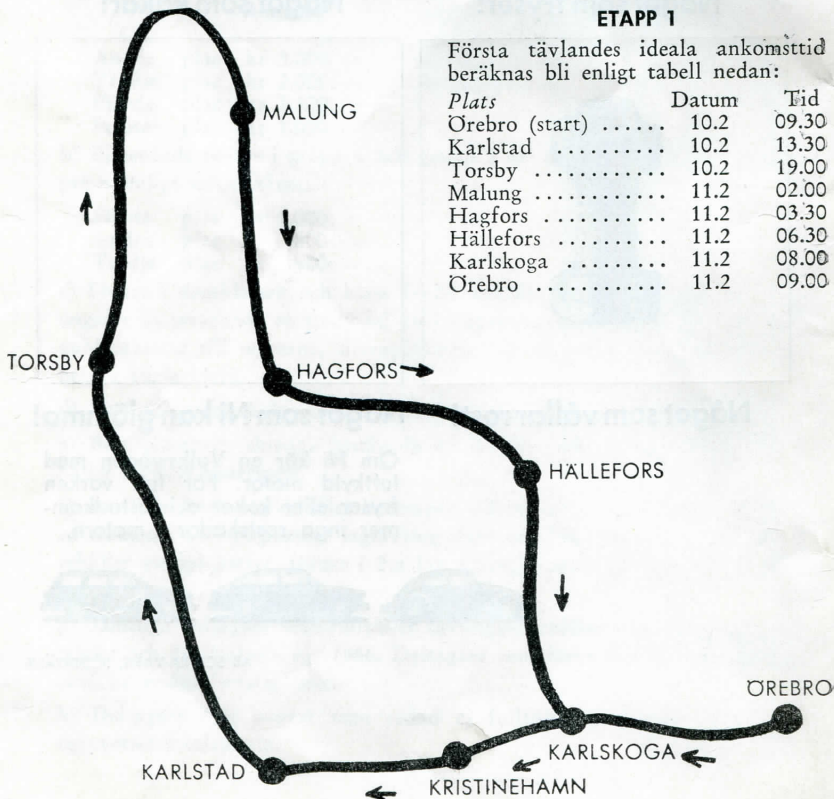 ETAPP 1
Första tävlandes ideala ankomsttid
beräknas bli enligt tabell nedan:
Plats Datum Tid
Örebro (start) ...... 10.2 09.30
Karlstad ............ 10.2 13.30
Torsby .............. 10.2 19.00
Malung .............. 11.2 02.00
Hagfors ............. 11.2 03.30
Hällefors ........... 11.2 06.30
Karlskoga ........... 11.2 08.00
Örebro .............. 11.2 09.00
MALUNG
TORSBY
HAGFORS
HÄLLEFORS
ÖREBRO
KARLSKOGA
KARLSTAD
KRISTINEHAMN